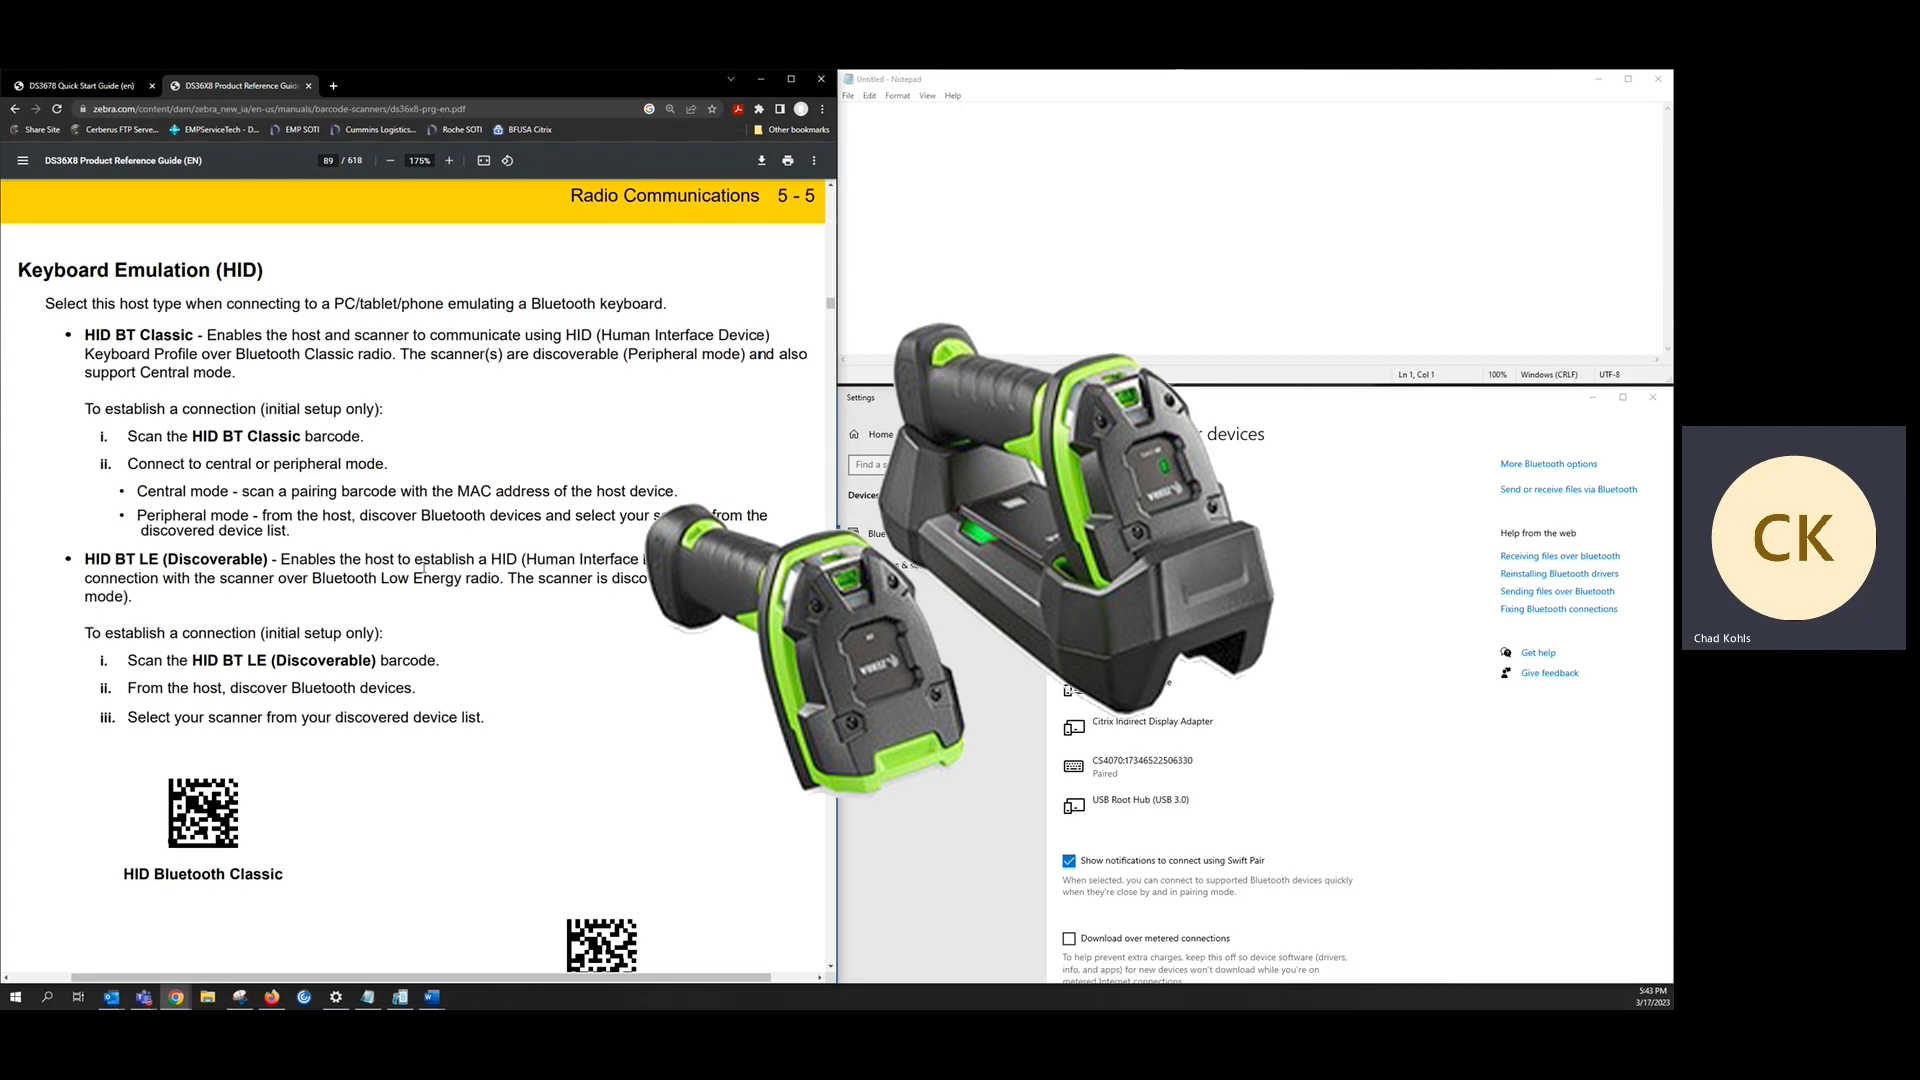 DS3678 Quick Start Guide (en)
DS36X8 Product Reference Guid
zebra.com/content/dam/zebra_new_ia/en-us/manuals/barcode-scanners/ds36x8-prg-en.pdf
Share Site
Cerberus FTP Serve...
EMPServiceTech - D...
EMP SOTI
Cummins Logistics...
Roche SOTI
BFUSA Citrix
Other bookmarks
DS36X8 Product Reference Guide (EN)
89 / 618
175%
Radio Communications 5 - 5
Keyboard Emulation (HID)
Select this host type when connecting to a PC/tablet/phone emulating a Bluetooth keyboard.
• HID BT Classic - Enables the host and scanner to communicate using HID (Human Interface Device)
Keyboard Profile over Bluetooth Classic radio. The scanner(s) are discoverable (Peripheral mode) and also
support Central mode.
To establish a connection (initial setup only):
i. Scan the HID BT Classic barcode.
ii. Connect to central or peripheral mode.
• Central mode - scan a pairing barcode with the MAC address of the host device.
• Peripheral mode - from the host, discover Bluetooth devices and select your s from the
discovered device list.
• HID BT LE (Discoverable) - Enables the host to establish a HID (Human Interface
connection with the scanner over Bluetooth Low Energy radio. The scanner is disco
mode).
To establish a connection (initial setup only):
i. Scan the HID BT LE (Discoverable) barcode.
ii. From the host, discover Bluetooth devices.
iii. Select your scanner from your discovered device list.
HID Bluetooth Classic
Untitled - Notepad
File Edit Format View Help
Ln 1, Col 1
100%
Windows (CRLF)
UTF-8
Settings
Home
Find a s
Devices
Blue
devices
ZEBRA
ZEBRA
Citrix Indirect Display Adapter
CS4070:17346522506330
Paired
USB Root Hub (USB 3.0)
Show notifications to connect using Swift Pair
When selected, you can connect to supported Bluetooth devices quickly
when they're close by and in pairing mode.
Download over metered connections
To help prevent extra charges, keep this off so device software (drivers,
info, and apps) for new devices won't download while you're on
metered Internet connections.
More Bluetooth options
Send or receive files via Bluetooth
Help from the web
Receiving files over bluetooth
Reinstalling Bluetooth drivers
Sending files over Bluetooth
Fixing Bluetooth connections
Get help
Give feedback
5:43 PM
3/17/2023
CK
Chad Kohls